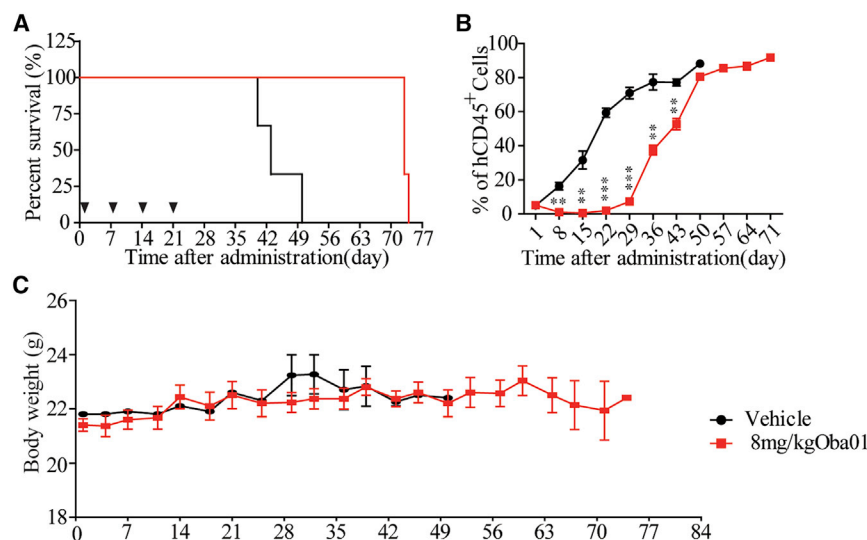 A
Percent survival (%)
125
100
75
50
25
0
0 7 14 21 28 35 42 49 56 63 70 77
Time after administration(day)
B
% of hCD45+ Cells
100
80
60
40
20
0
** ** *** *** ** **
1 8 15 22 29 36 43 50 57 64 71
Time after administration(day)
C
Body weight (g)
26
24
22
20
18
0 7 14 21 28 35 42 49 56 63 70 77 84
Vehicle
8mg/kgOba01